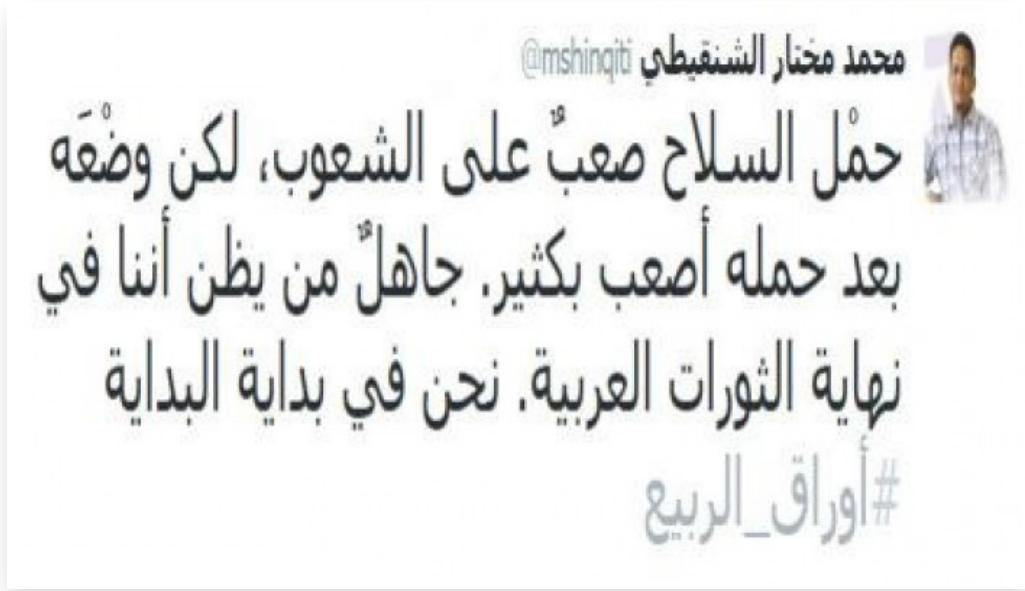 محمد مختار الشنقيطي @mshinqiti
حمْل السلاح صعبٌ على الشعوب، لكن وضْعَه
بعد حمله أصعب بكثير. جاهلٌ من يظن أننا في
نهاية الثورات العربية. نحن في بداية البداية
#أوراق_الربيع